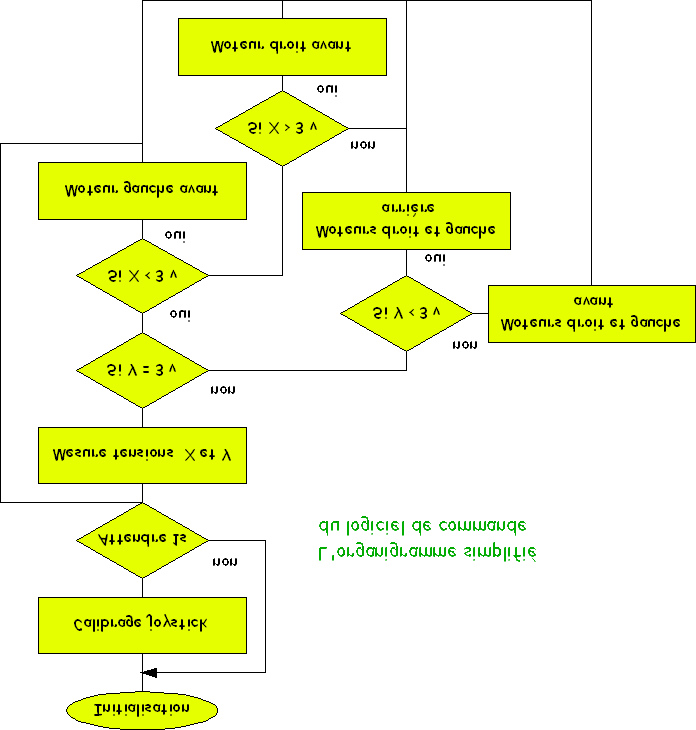 Initialisation
Calibrage joystick
Attendre 1s
non
L'organigramme simplifié
du logiciel de commande
Mesure tensions X et Y
Si Y = 3 v
non
oui
Si Y < 3 v
non
Moteurs droit et gauche
avant
oui
Moteurs droit et gauche
arrière
Si X < 3 v
oui
Moteur gauche avant
Si X > 3 v
non
oui
Moteur droit avant